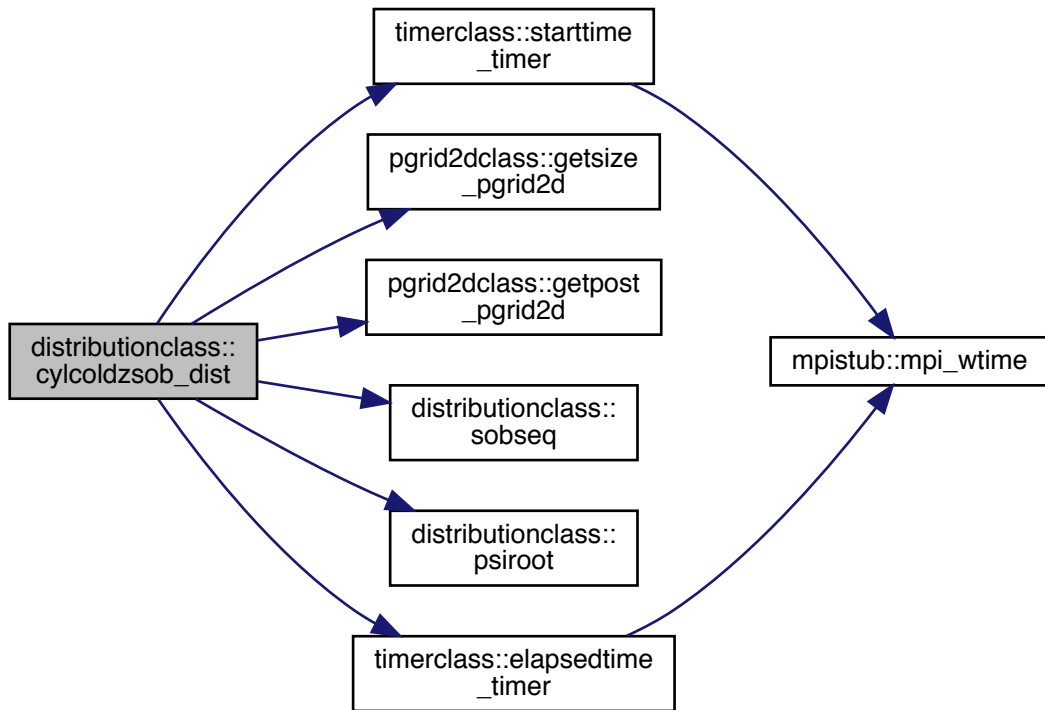 timerclass::starttime
_timer
pgrid2dclass::getsize
_pgrid2d
pgrid2dclass::getpost
_pgrid2d
distributionclass::
cylcoldzsob_dist
mpistub::mpi_wtime
distributionclass::
sobseq
distributionclass::
psiroot
timerclass::elapsedtime
_timer